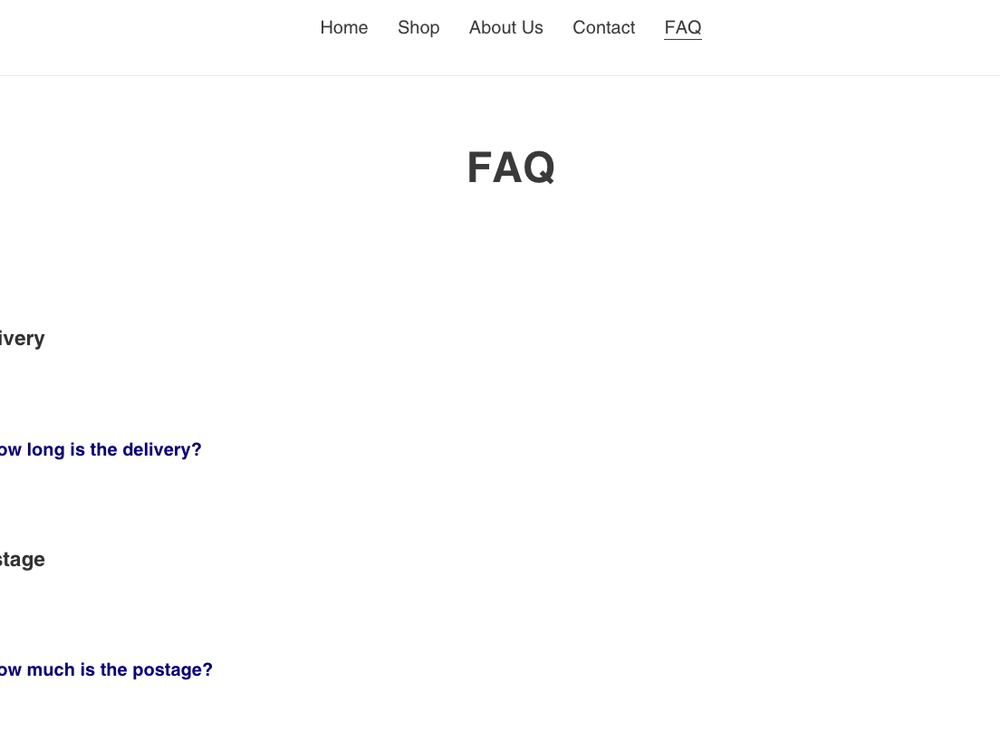 Home Shop About Us Contact FAQ
FAQ
ivery
ow long is the delivery?
stage
ow much is the postage?